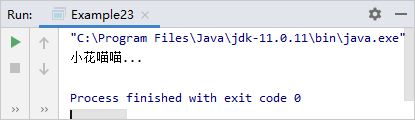 Run: Example23
"C:\Program Files\Java\jdk-11.0.11\bin\java.exe"
小花喵喵...
Process finished with exit code 0